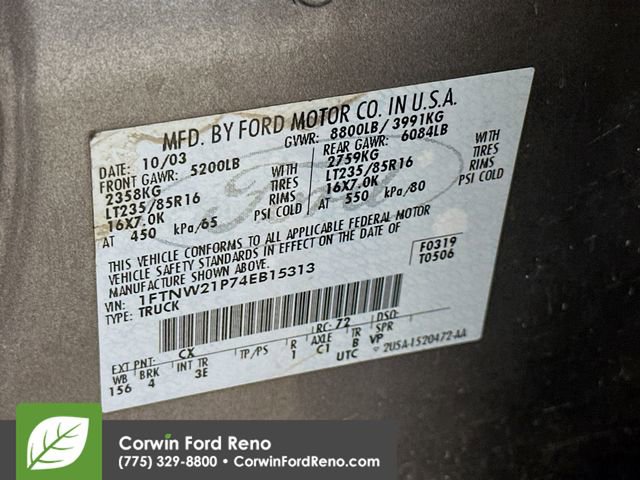 MFD. BY FORD MOTOR CO. IN U.S.A.
DATE: 10/03 GVWR: 8800LB/ 3991KG
FRONT GAWR: 5200LB REAR GAWR: 6084LB
2358KG WITH 2759KG WITH
LT235/85R16 TIRES LT235/85R16 TIRES
16X7.0K RIMS 16X7.0K RIMS
AT 450 kPa/65 PSI COLD AT 550 kPa/80 PSI COLD
THIS VEHICLE CONFORMS TO ALL APPLICABLE FEDERAL MOTOR
VEHICLE SAFETY STANDARDS IN EFFECT ON THE DATE OF
MANUFACTURE SHOWN ABOVE.
VIN: 1FTNW21P74EB15313
TYPE: TRUCK
F0319
T0506
EXT PNT: CX RC: 72 DSO:
WB BRK INT TR TP/PS R AXLE TR SPR
156 4 3E 1 C1 B VP
UTC 2U5A-1520472-AA
Ford
Corwin Ford Reno
(775) 329-8800 • CorwinFordReno.com